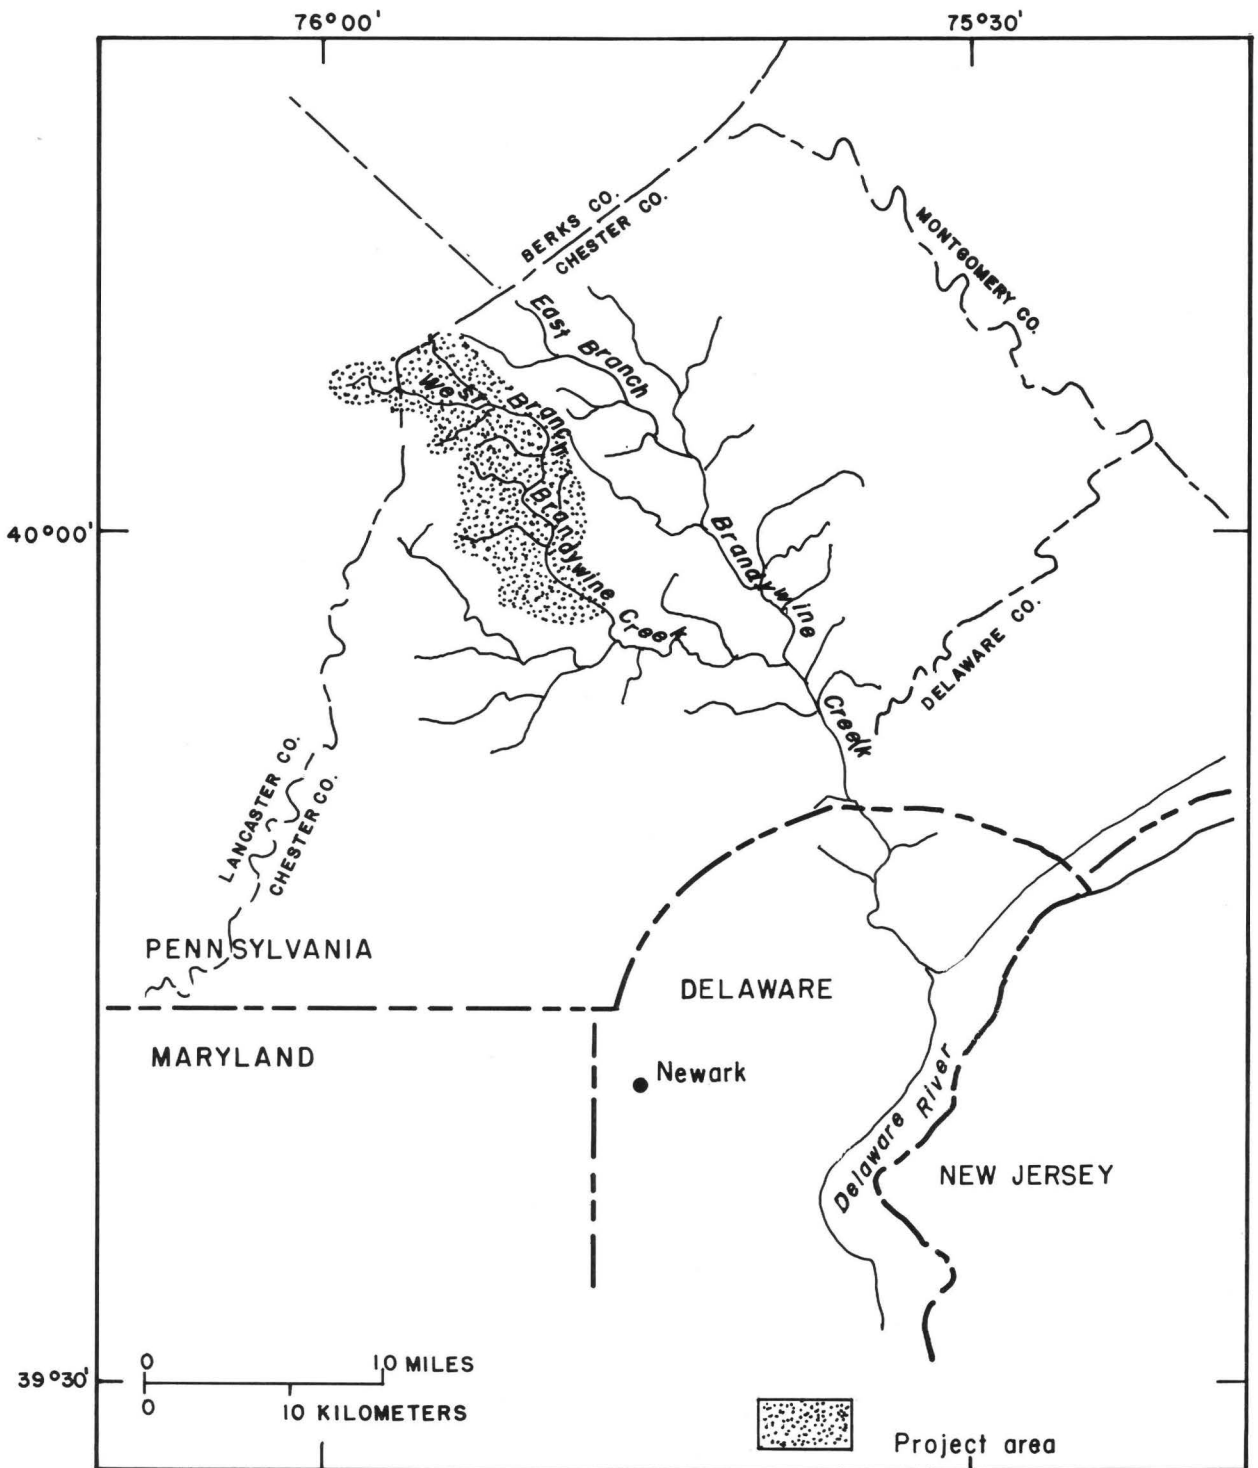 76°00'
75°30'
BERKS CO.
CHESTER CO.
MONTGOMERY CO.
East Branch
West Branch
Brandywine Creek
40°00'
Brandywine
Creek
DELAWARE CO.
LANCASTER CO.
CHESTER CO.
PENNSYLVANIA
DELAWARE
MARYLAND
Newark
Delaware River
NEW JERSEY
0 10 MILES
39°30'
0 10 KILOMETERS
Project area